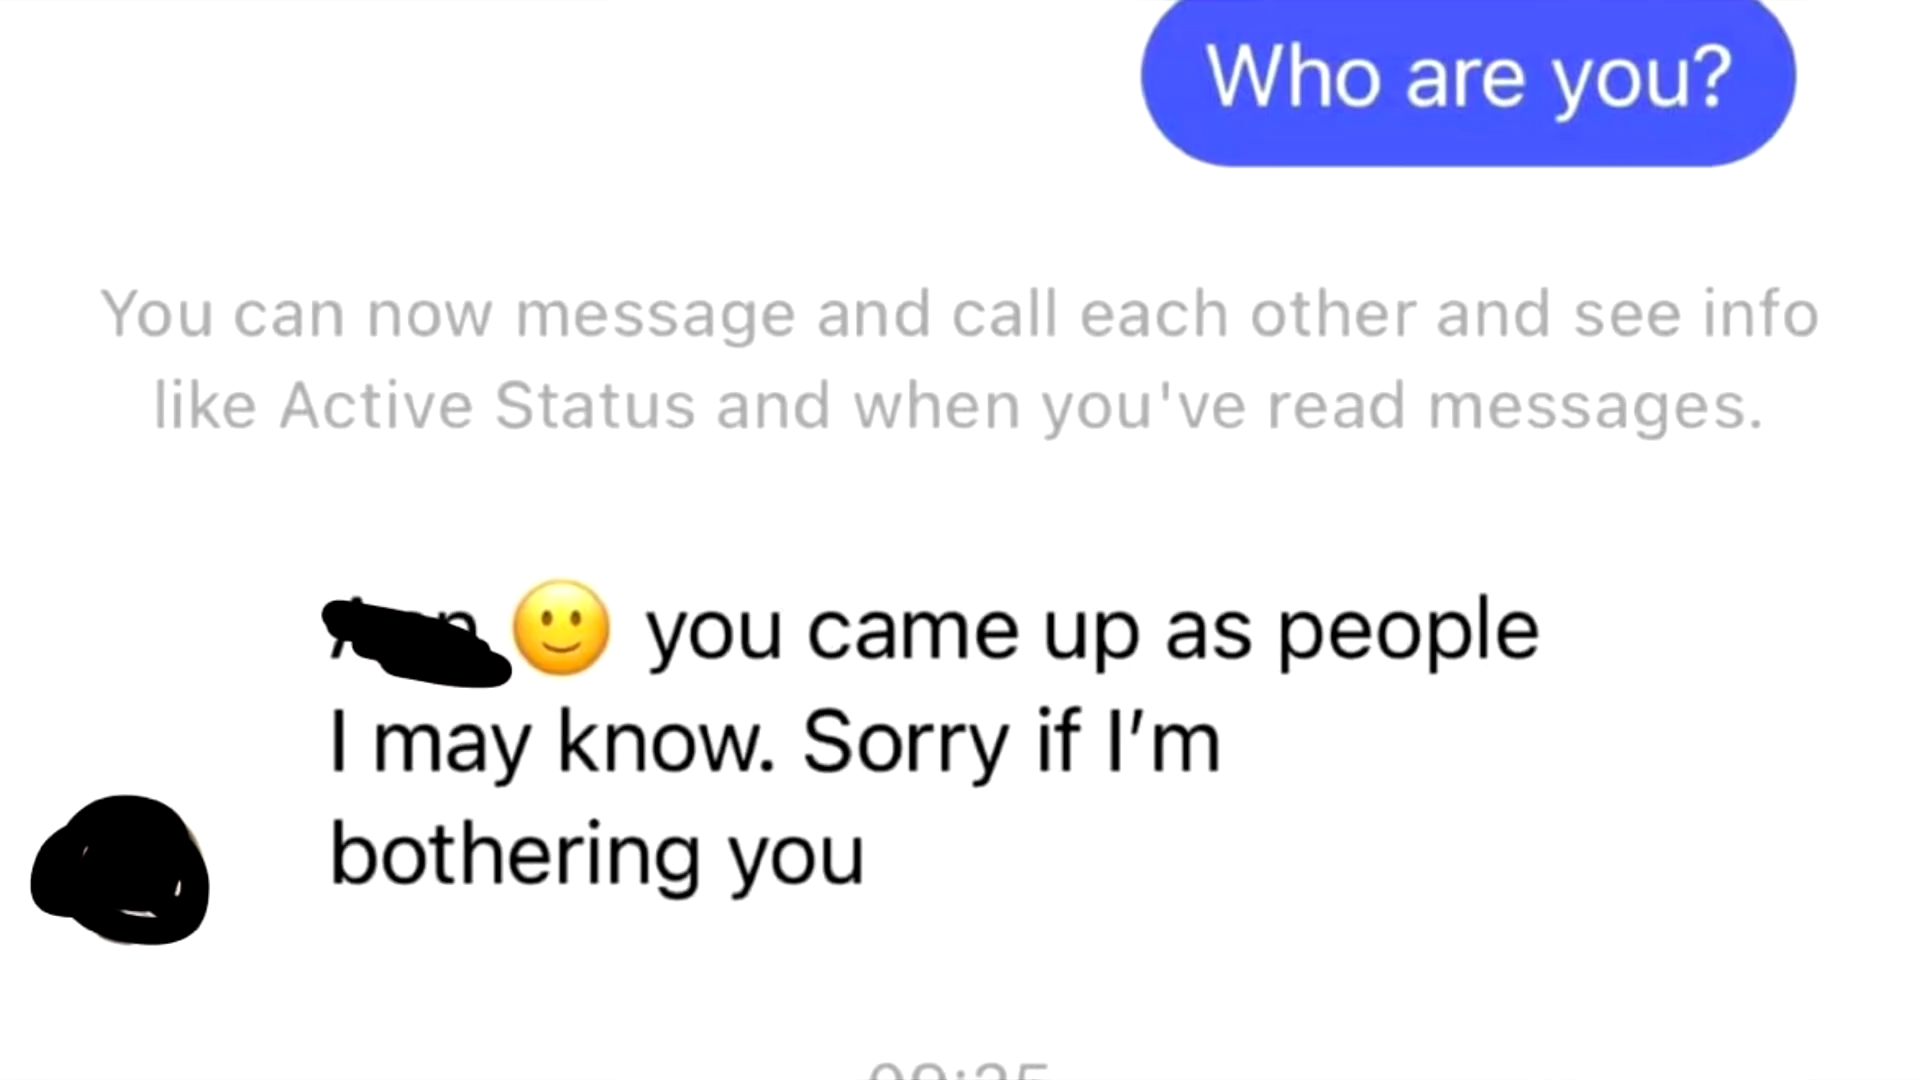 Who are you?
You can now message and call each other and see info
like Active Status and when you've read messages.
🙂 you came up as people
I may know. Sorry if I’m
bothering you